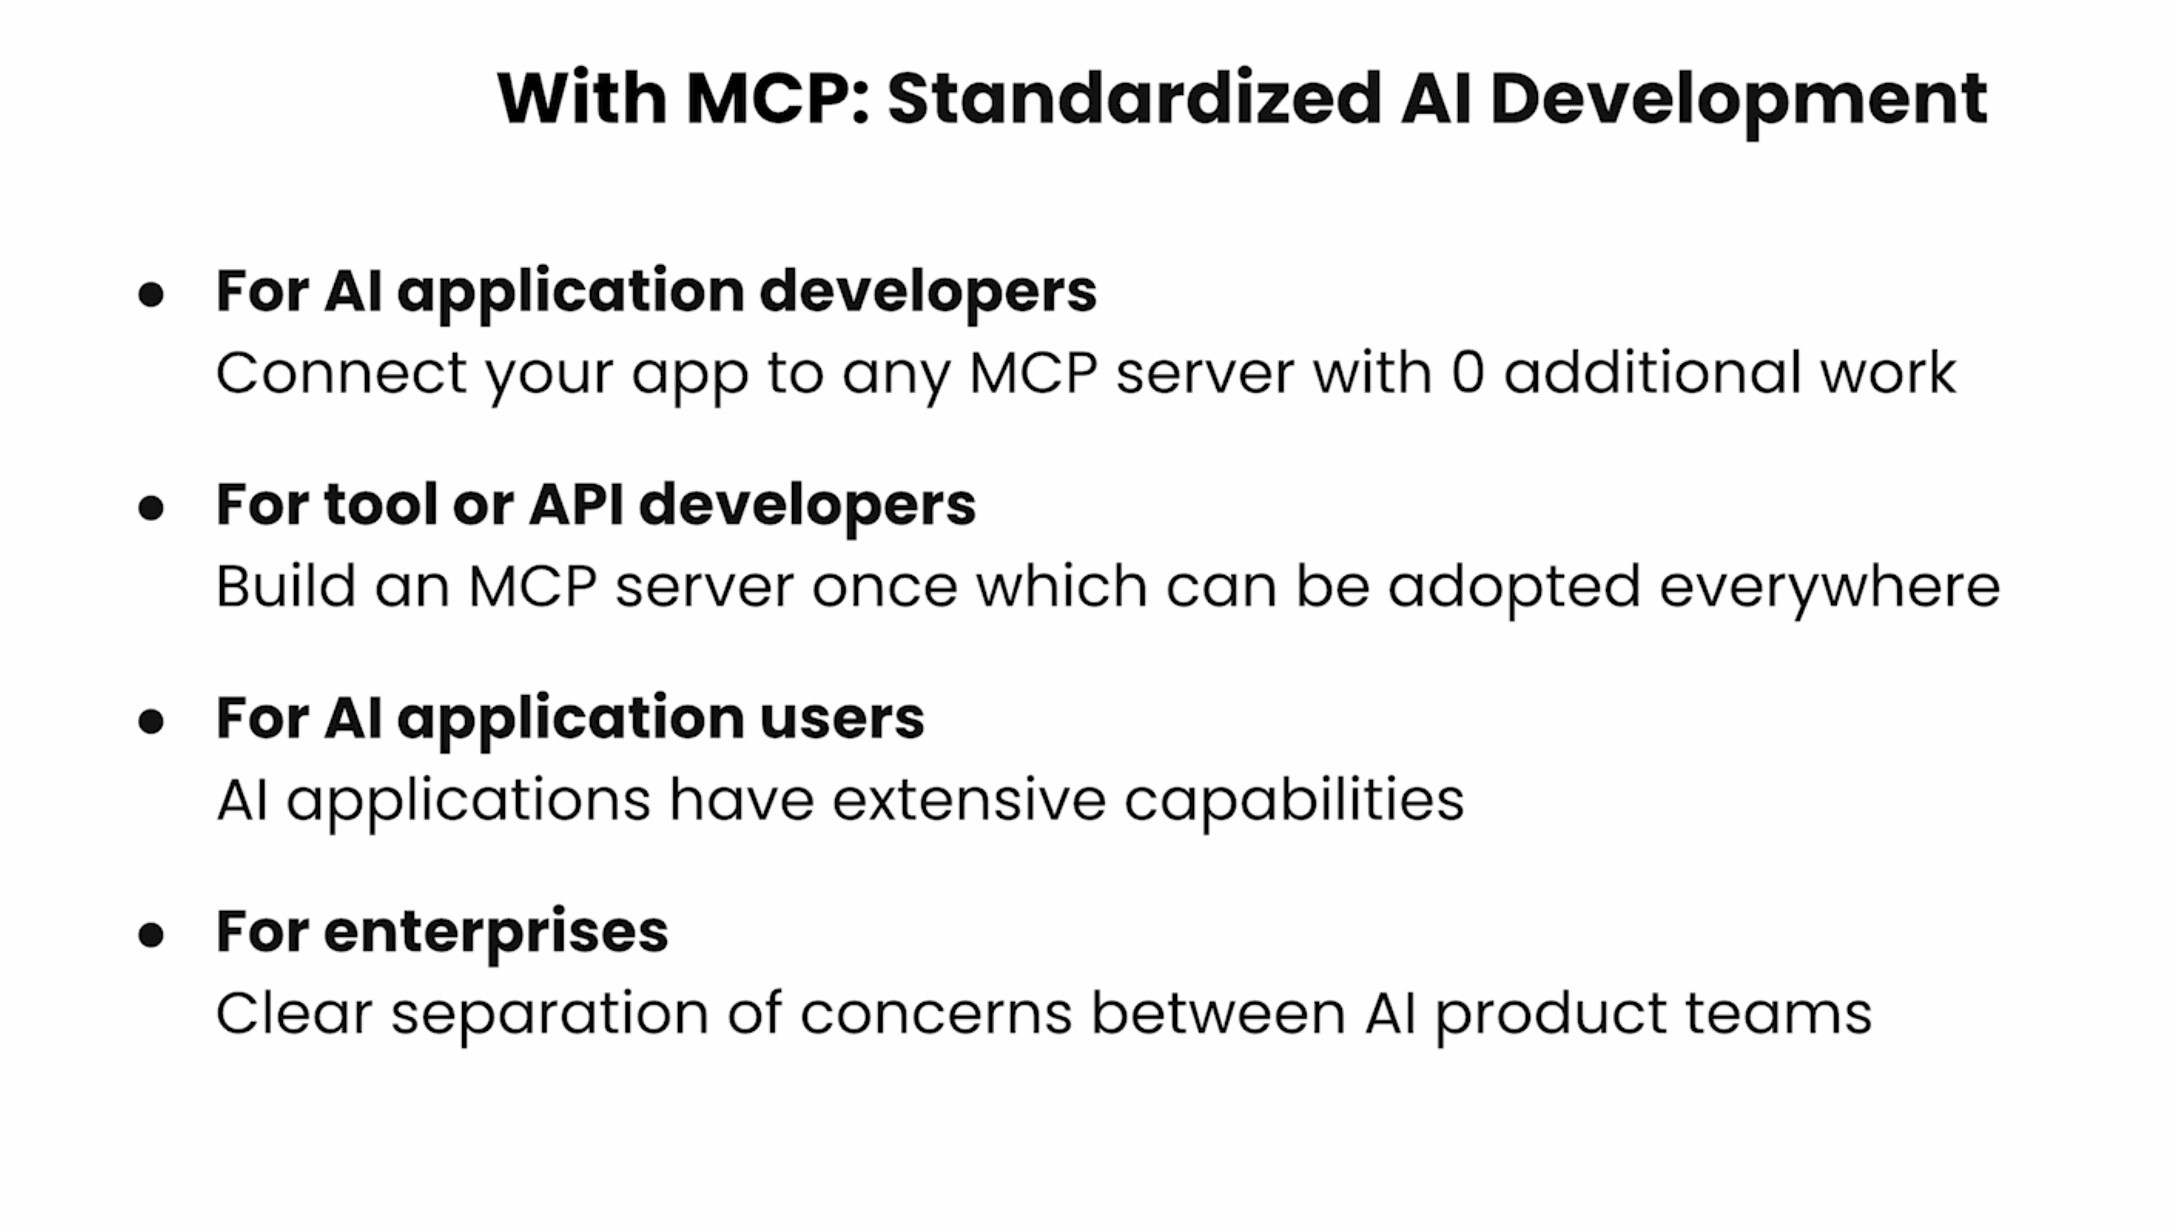 With MCP: Standardized AI Development
● For AI application developers
Connect your app to any MCP server with 0 additional work
● For tool or API developers
Build an MCP server once which can be adopted everywhere
● For AI application users
AI applications have extensive capabilities
● For enterprises
Clear separation of concerns between AI product teams